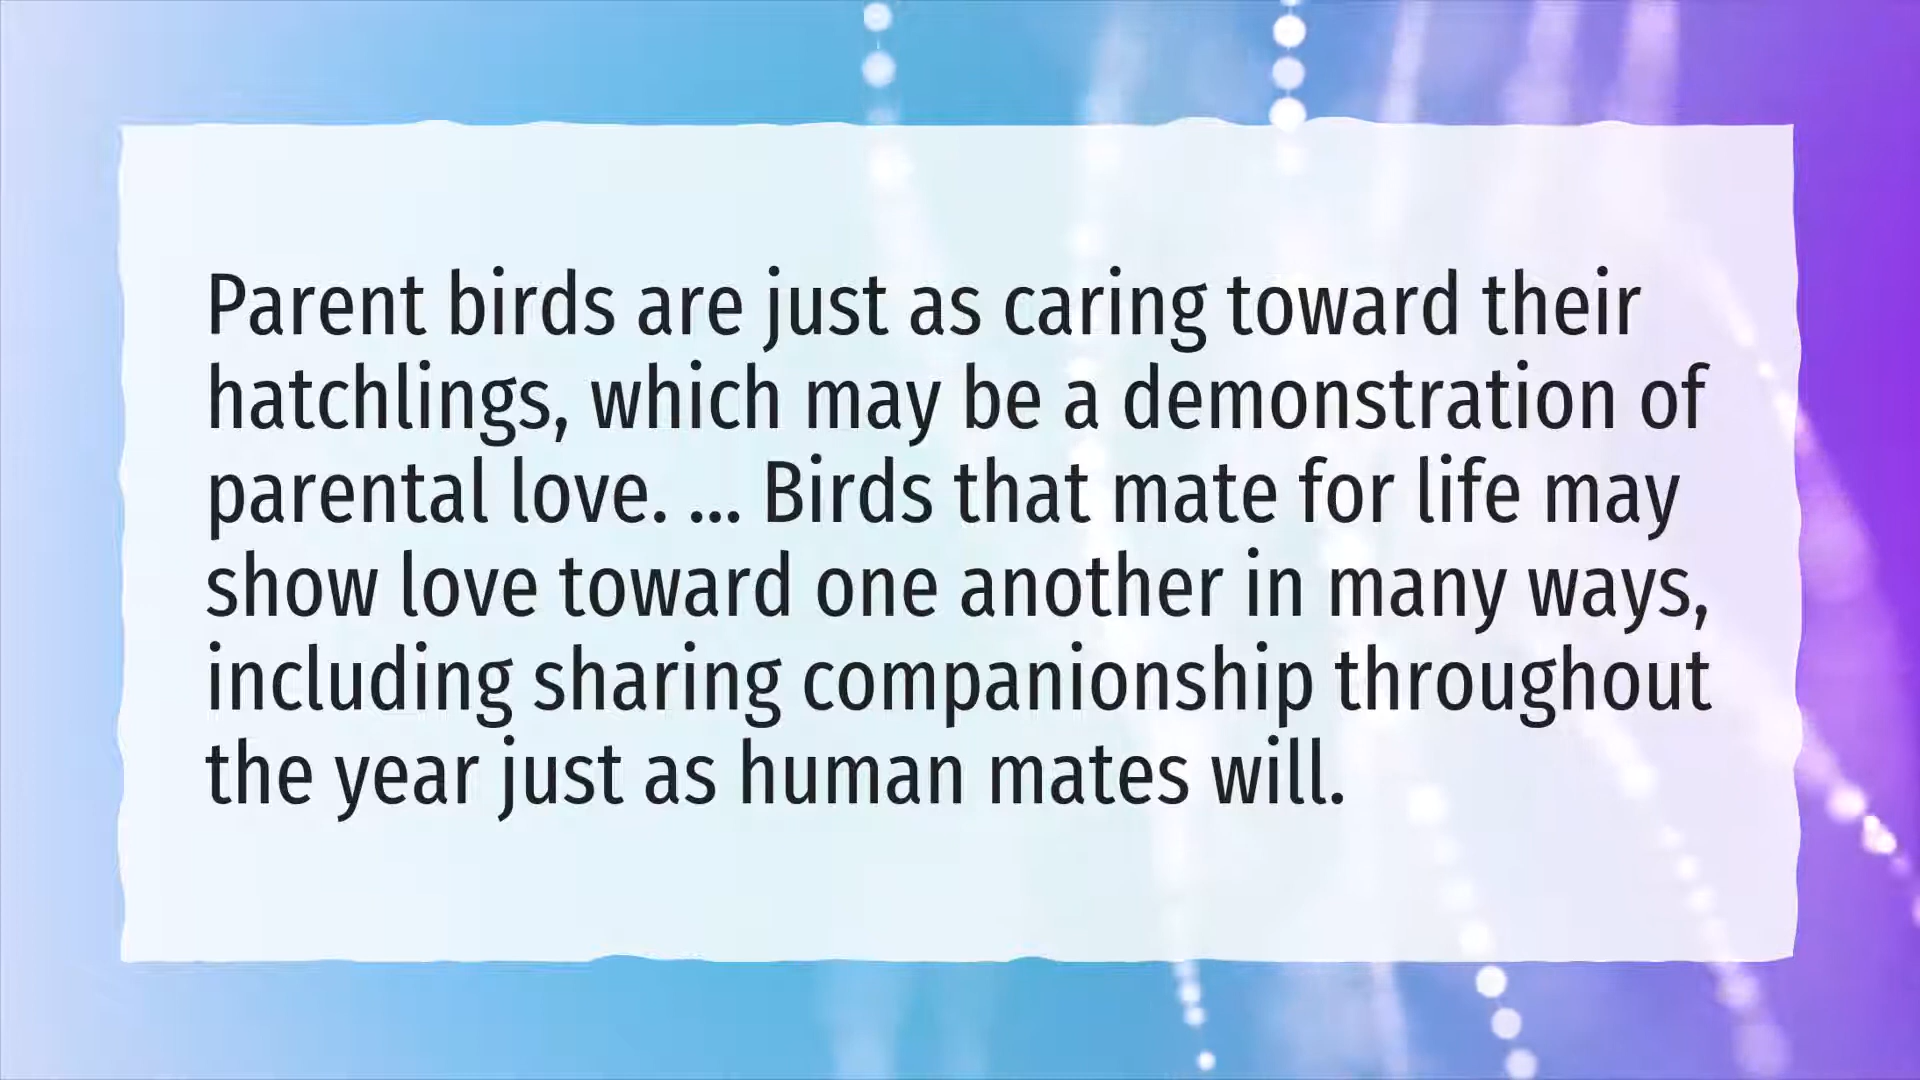 Parent birds are just as caring toward their
hatchlings, which may be a demonstration of
parental love. ... Birds that mate for life may
show love toward one another in many ways,
including sharing companionship throughout
the year just as human mates will.